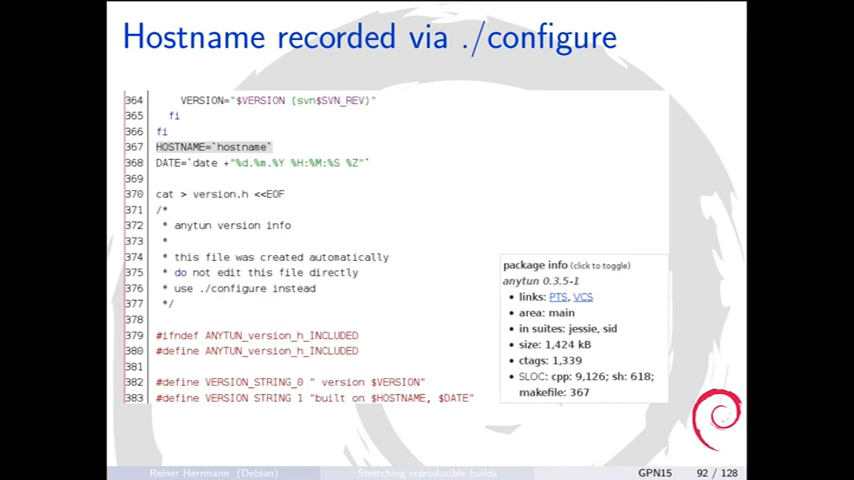 Hostname recorded via ./configure
364 VERSION="$VERSION (svn$SVN_REV)"
365 fi
366 fi
367 HOSTNAME=`hostname`
368 DATE=`date +"%d.%m.%Y %H:%M:%S %Z"`
369
370 cat > version.h <<EOF
371 /*
372 * anytun version info
373 *
374 * this file was created automatically
375 * do not edit this file directly
376 * use ./configure instead
377 */
378
379 #ifndef ANYTUN_version_h_INCLUDED
380 #define ANYTUN_version_h_INCLUDED
381
382 #define VERSION_STRING_0 " version $VERSION"
383 #define VERSION_STRING_1 "built on $HOSTNAME, $DATE"
package info (click to toggle)
anytun 0.3.5-1
• links: PTS, VCS
• area: main
• in suites: jessie, sid
• size: 1,424 kB
• ctags: 1,339
• SLOC: cpp: 9,126; sh: 618;
makefile: 367
Reiner Herrmann (Debian) Stretching reproducible builds GPN15 92 / 128